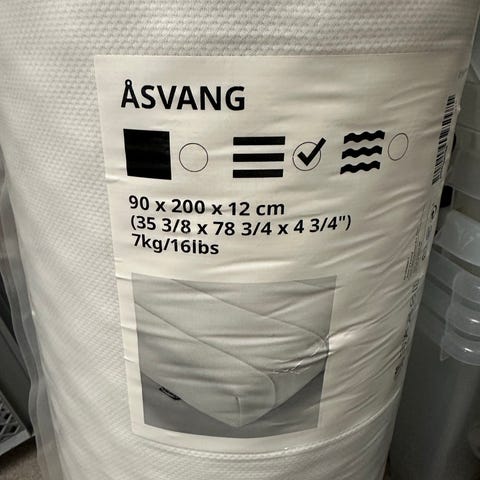 ÅSVANG
90 x 200 x 12 cm
(35 3/8 x 78 3/4 x 4 3/4")
7kg/16lbs